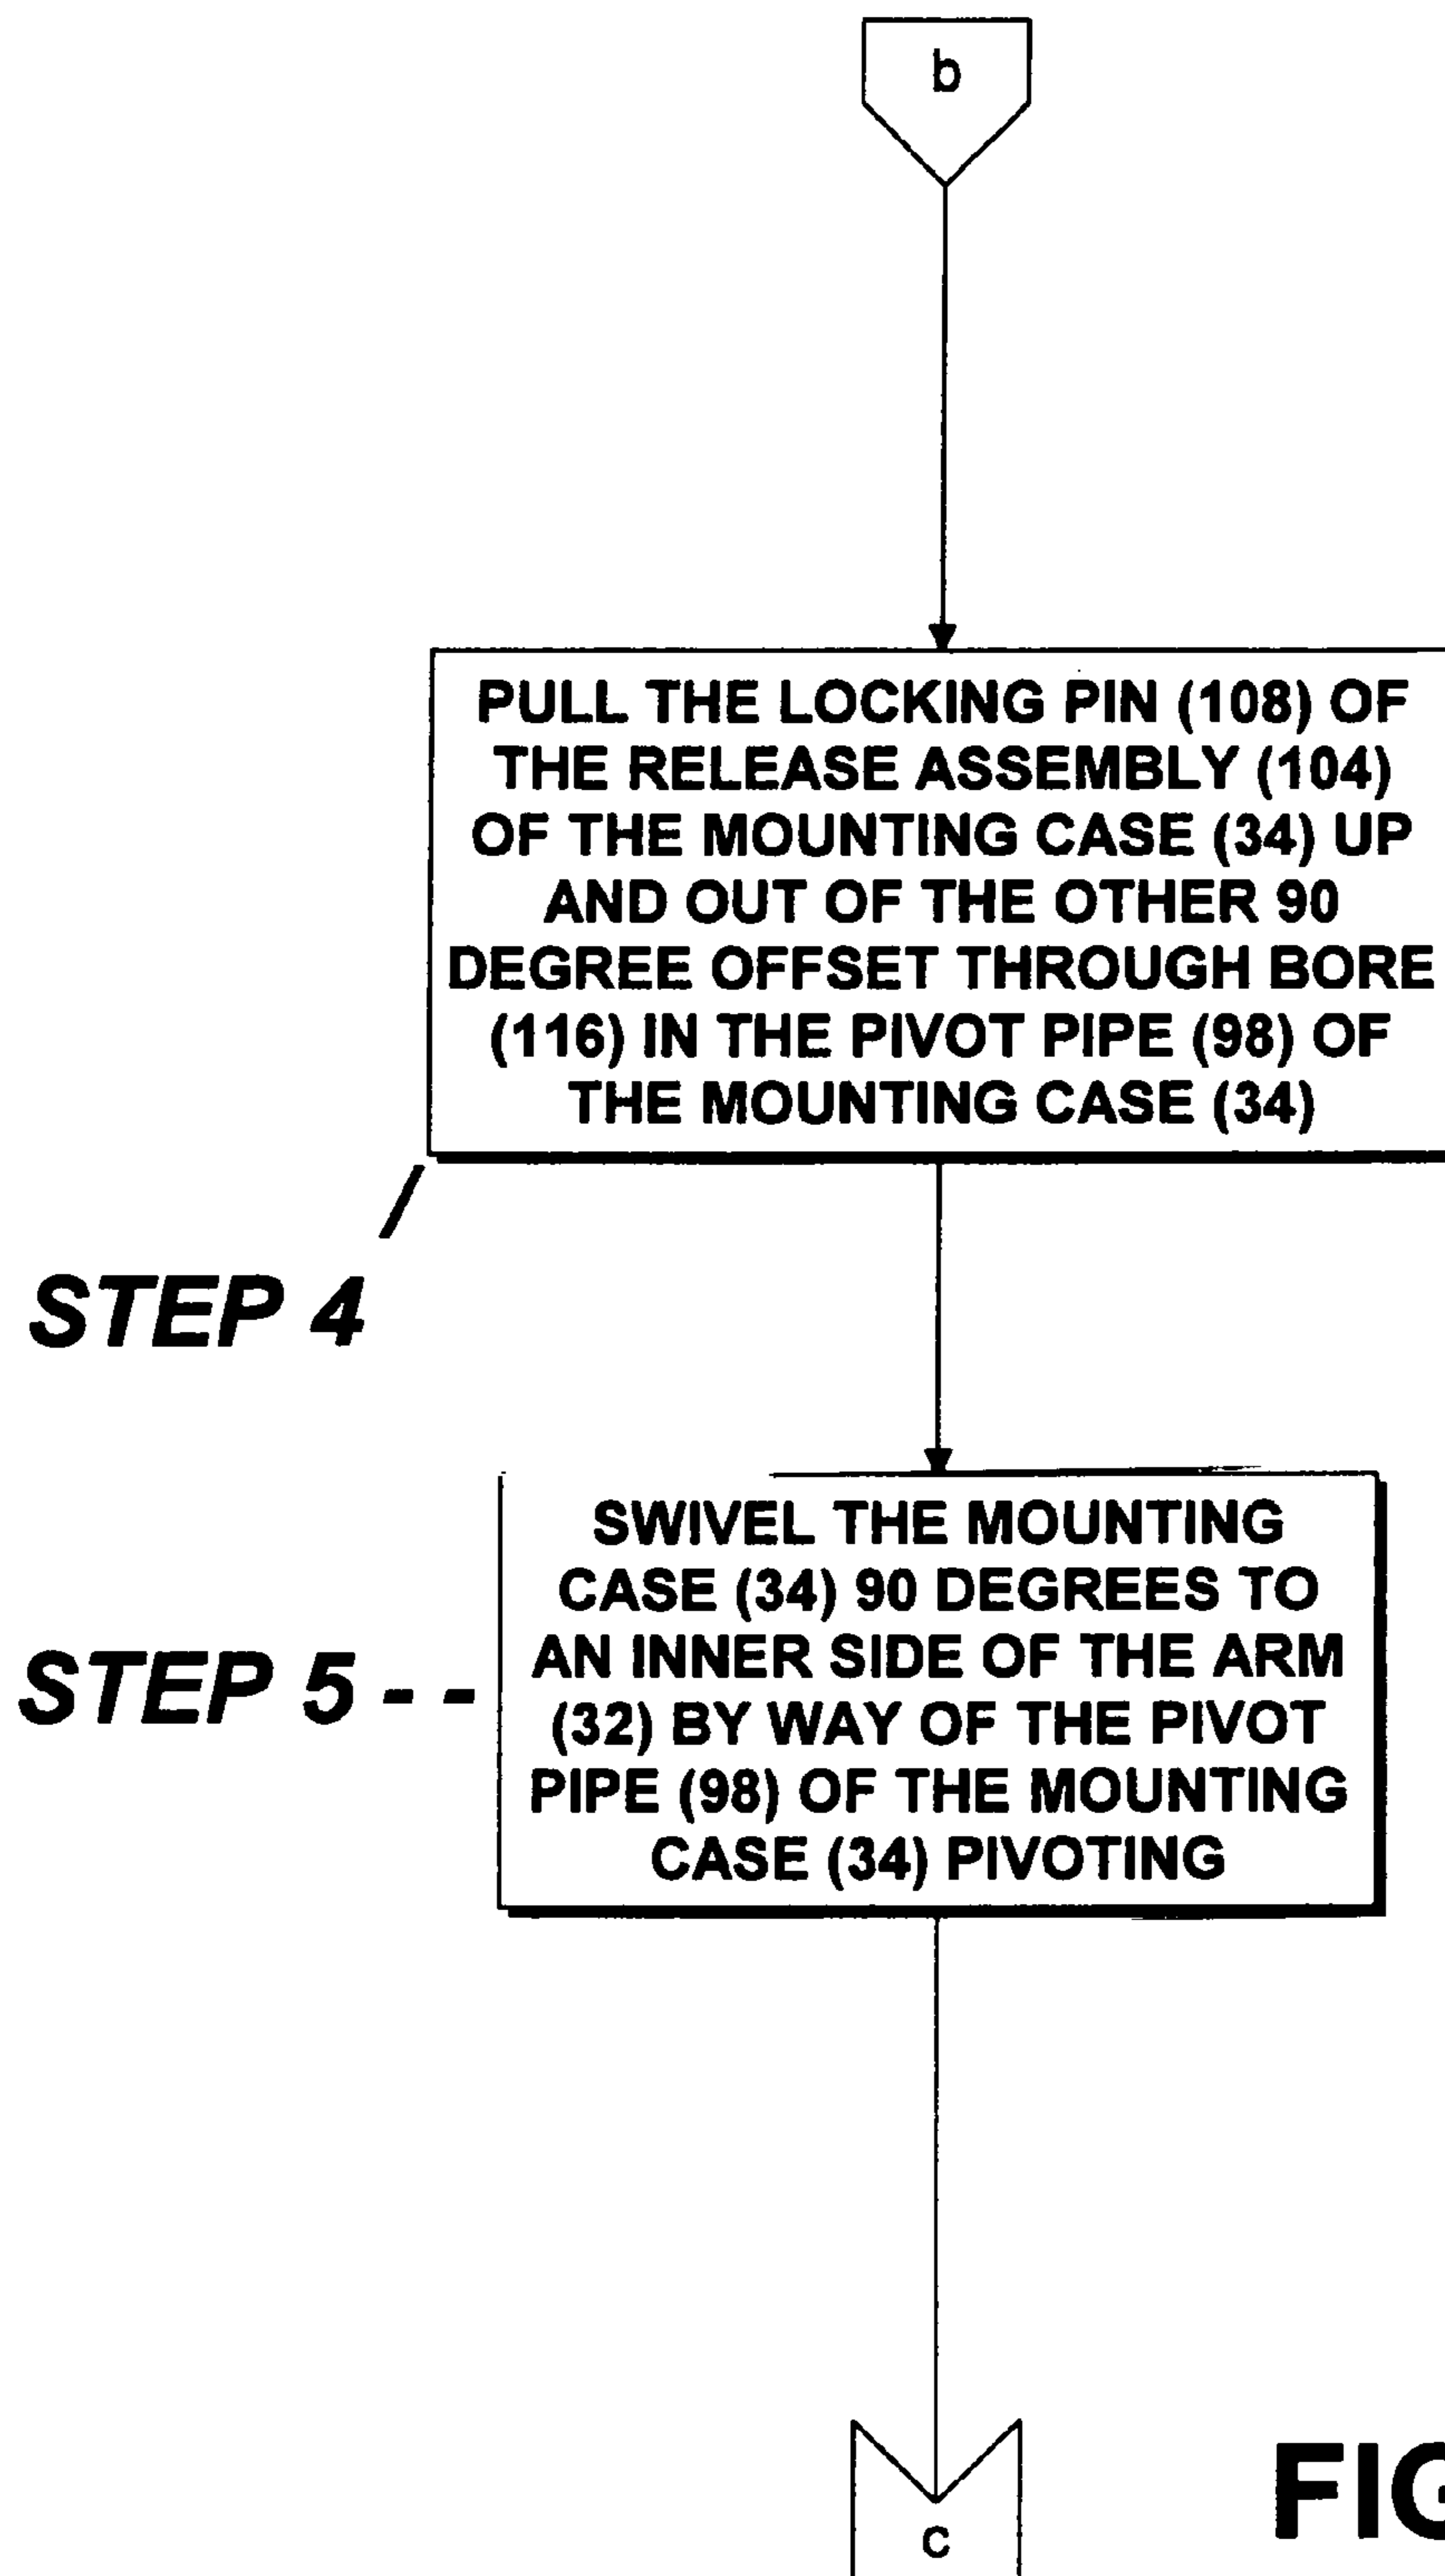 b
PULL THE LOCKING PIN (108) OF
THE RELEASE ASSEMBLY (104)
OF THE MOUNTING CASE (34) UP
AND OUT OF THE OTHER 90
DEGREE OFFSET THROUGH BORE
(116) IN THE PIVOT PIPE (98) OF
THE MOUNTING CASE (34)
STEP 4
SWIVEL THE MOUNTING
CASE (34) 90 DEGREES TO
AN INNER SIDE OF THE ARM
(32) BY WAY OF THE PIVOT
PIPE (98) OF THE MOUNTING
CASE (34) PIVOTING
STEP 5 - -
FIG
c